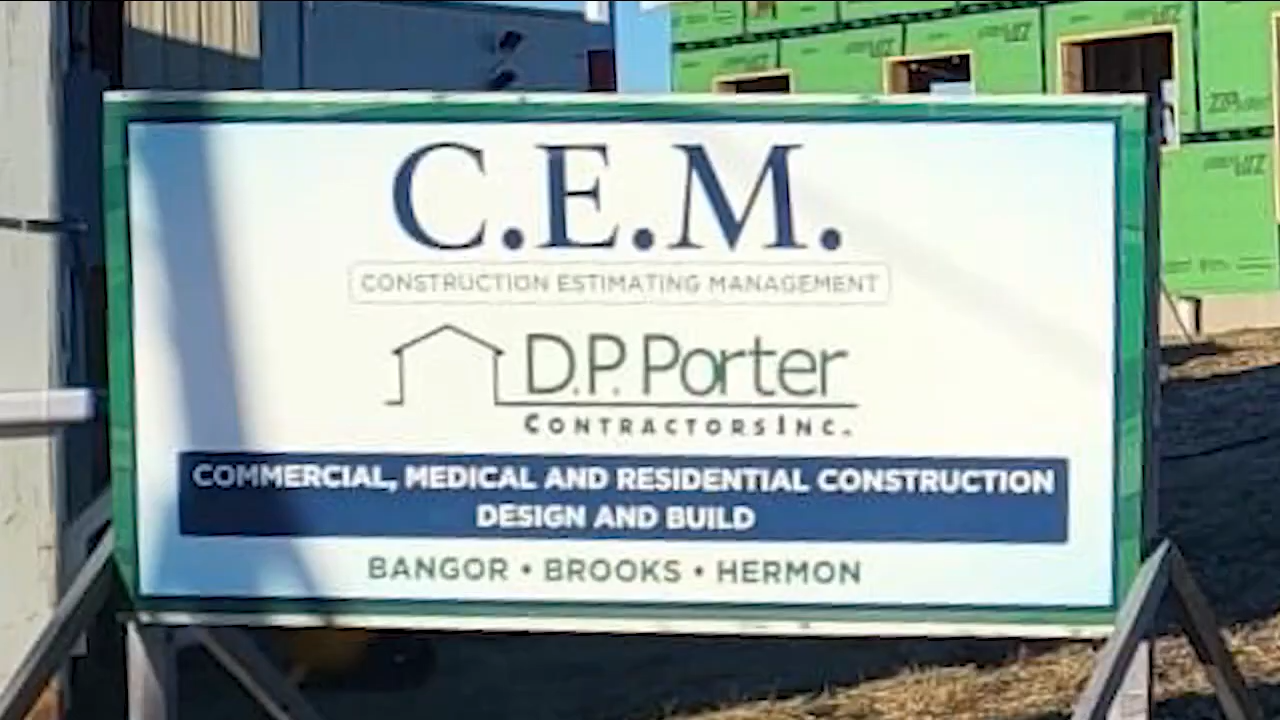 C.E.M.
CONSTRUCTION ESTIMATING MANAGEMENT
D.P. Porter
CONTRACTORS INC.
COMMERCIAL, MEDICAL AND RESIDENTIAL CONSTRUCTION
DESIGN AND BUILD
BANGOR • BROOKS • HERMON